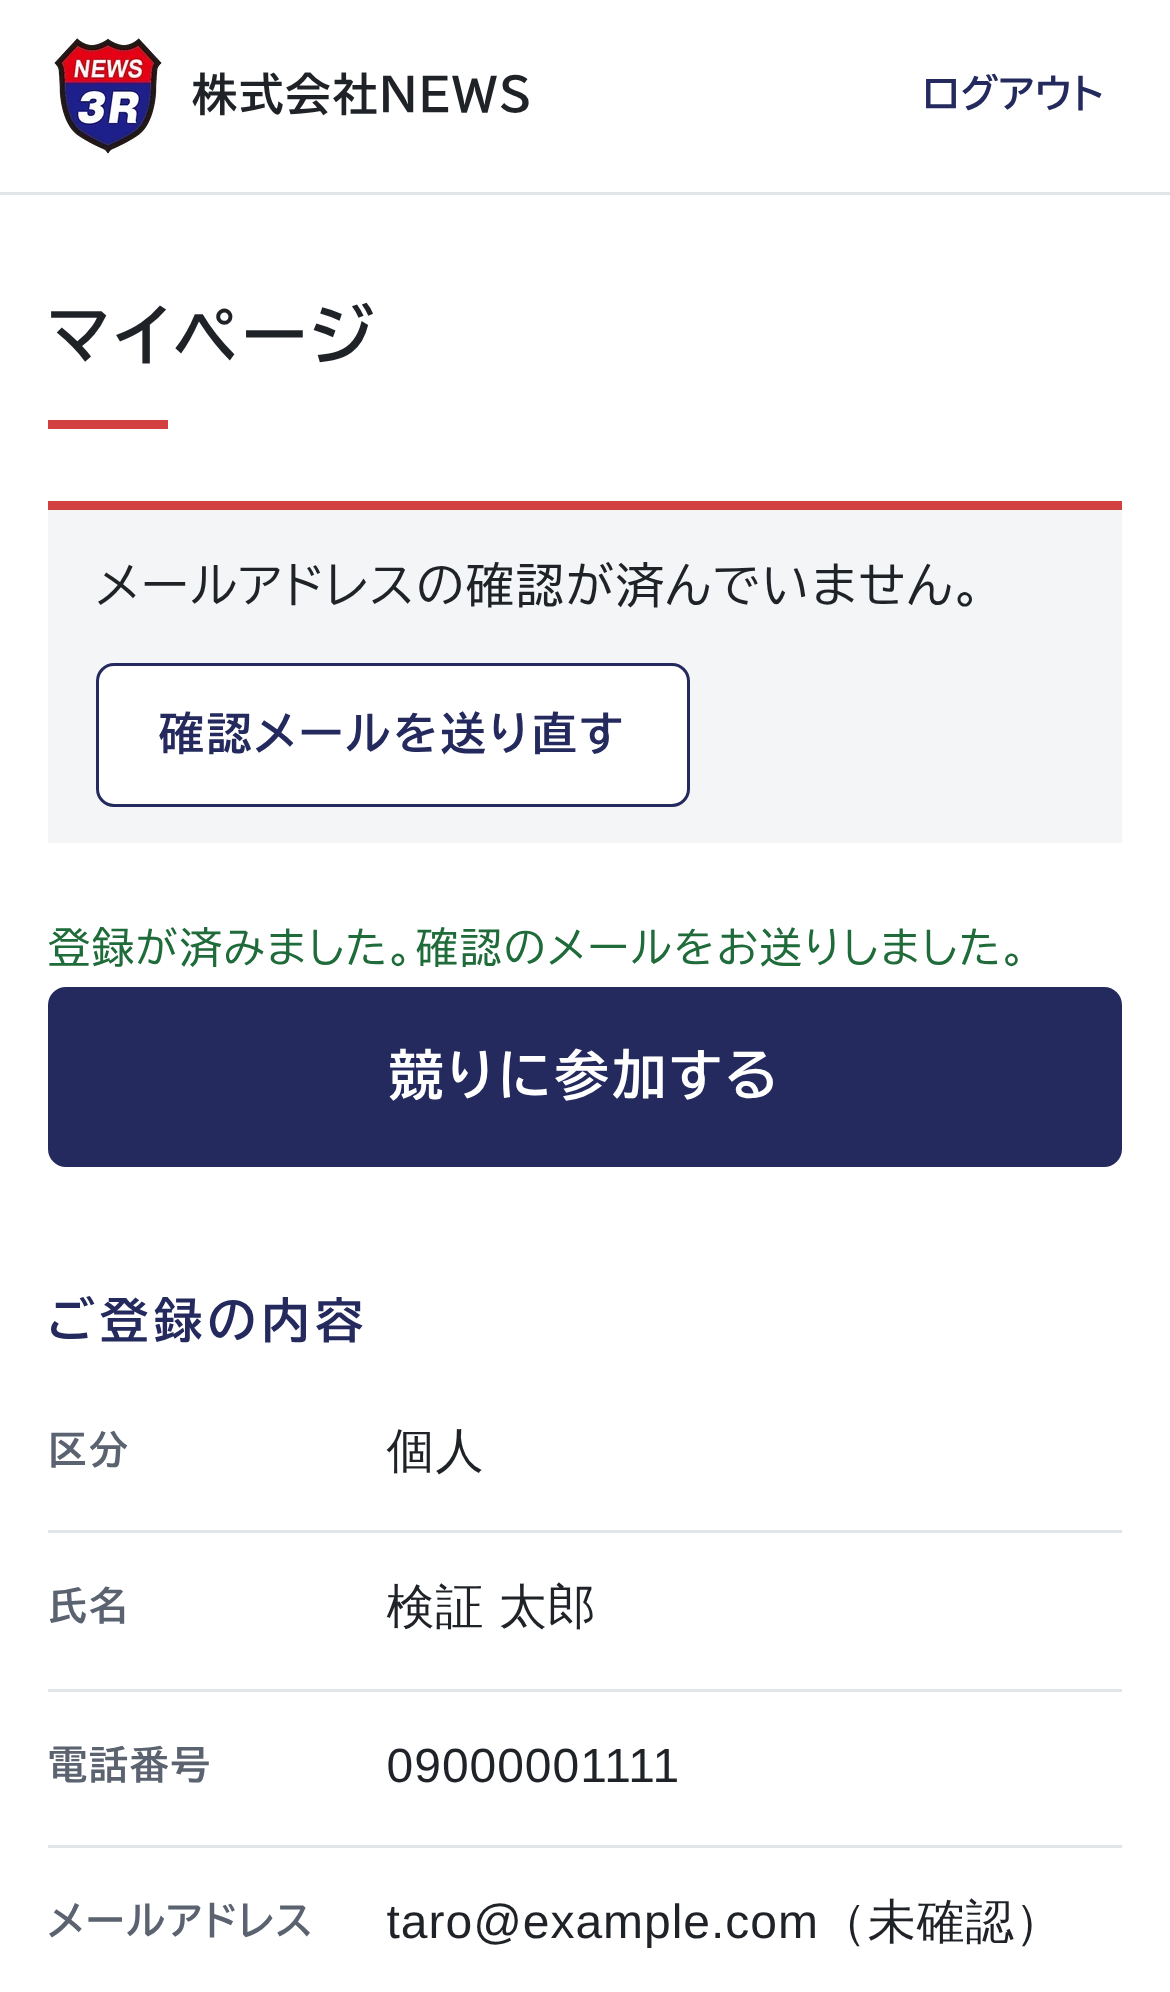 NEWS
3R
株式会社NEWS
ログアウト
マイページ
メールアドレスの確認が済んでいません。
確認メールを送り直す
登録が済みました。確認のメールをお送りしました。
競りに参加する
ご登録の内容
区分 個人
氏名 検証 太郎
電話番号 09000001111
メールアドレス taro@example.com（未確認）